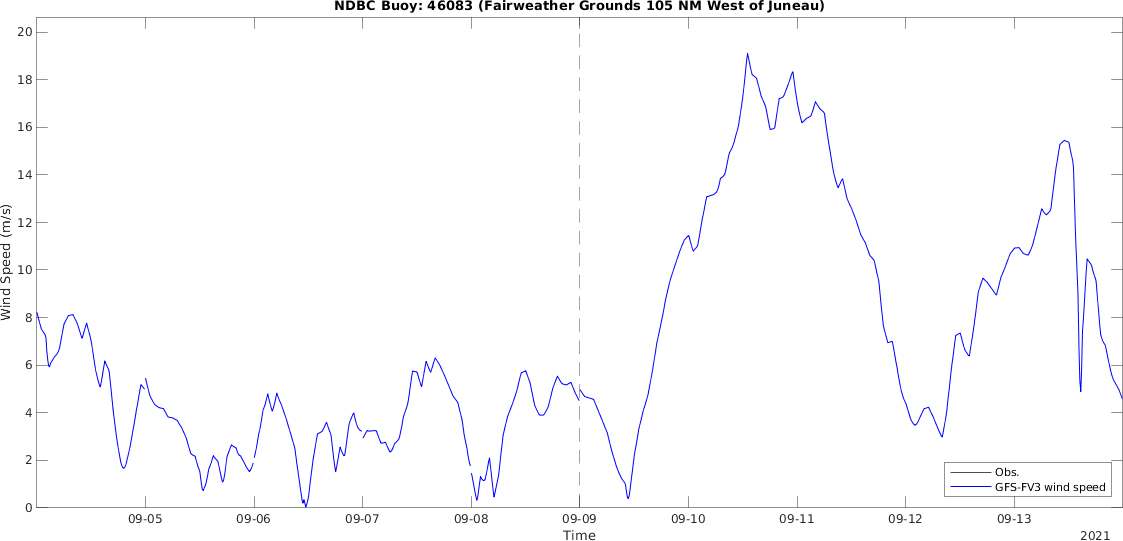 NDBC Buoy: 46083 (Fairweather Grounds 105 NM West of Juneau)
20
18
16
14
12
10
8
6
4
2
0
Wind Speed (m/s)
09-05 09-06 09-07 09-08 09-09 09-10 09-11 09-12 09-13
Time
2021
Obs.
GFS-FV3 wind speed